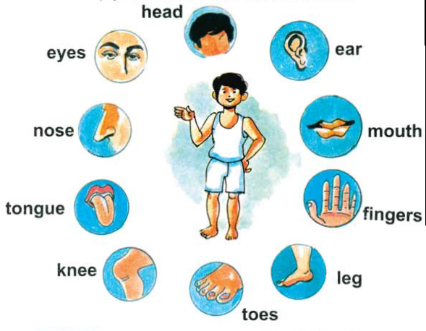 head
eyes
ear
nose
mouth
tongue
fingers
knee
leg
toes